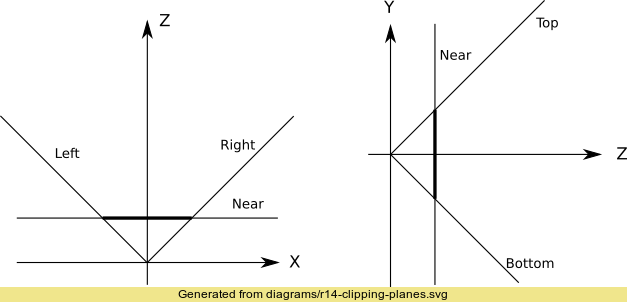 Z
Left
Right
Near
X
Y
Top
Near
Z
Bottom
Generated from diagrams/r14-clipping-planes.svg